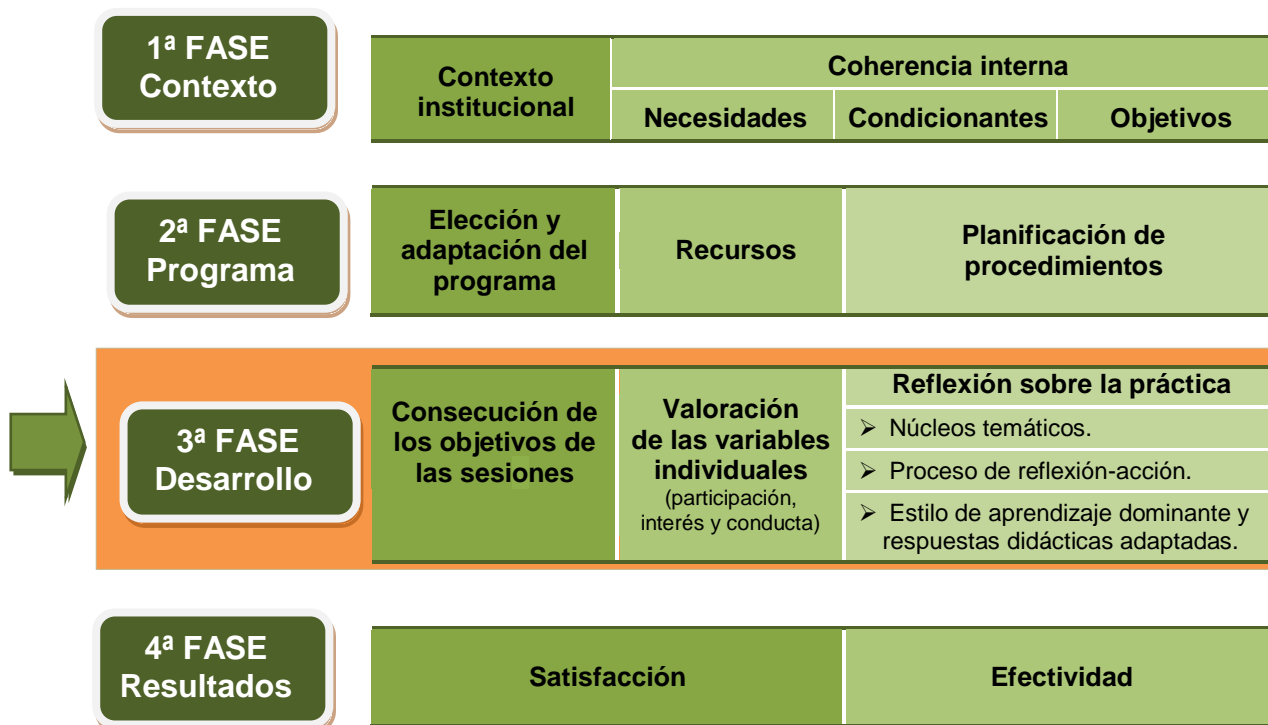 1ª FASE
Contexto
Contexto
institucional
Coherencia interna
Necesidades
Condicionantes
Objetivos
2ª FASE
Programa
Elección y
adaptación del
programa
Recursos
Planificación de
procedimientos
3ª FASE
Desarrollo
Consecución de
los objetivos de
las sesiones
Valoración
de las variables
individuales
(participación,
interés y conducta)
Reflexión sobre la práctica
➢ Núcleos temáticos.
➢ Proceso de reflexión-acción.
➢ Estilo de aprendizaje dominante y
respuestas didácticas adaptadas.
4ª FASE
Resultados
Satisfacción
Efectividad